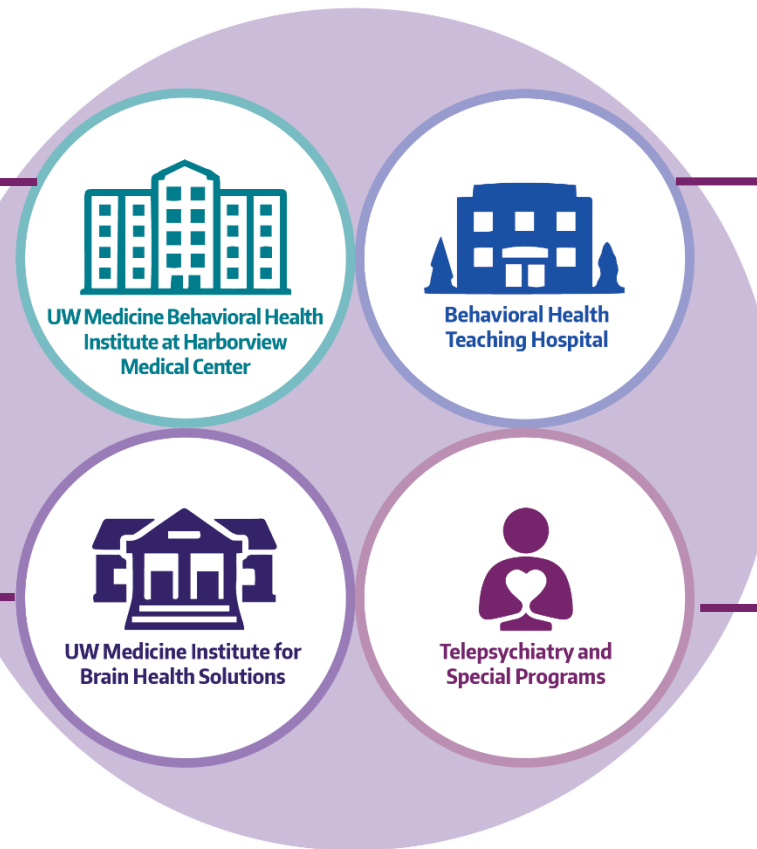 UW Medicine Behavioral Health
Institute at Harborview
Medical Center
Behavioral Health
Teaching Hospital
UW Medicine Institute for
Brain Health Solutions
Telepsychiatry and
Special Programs